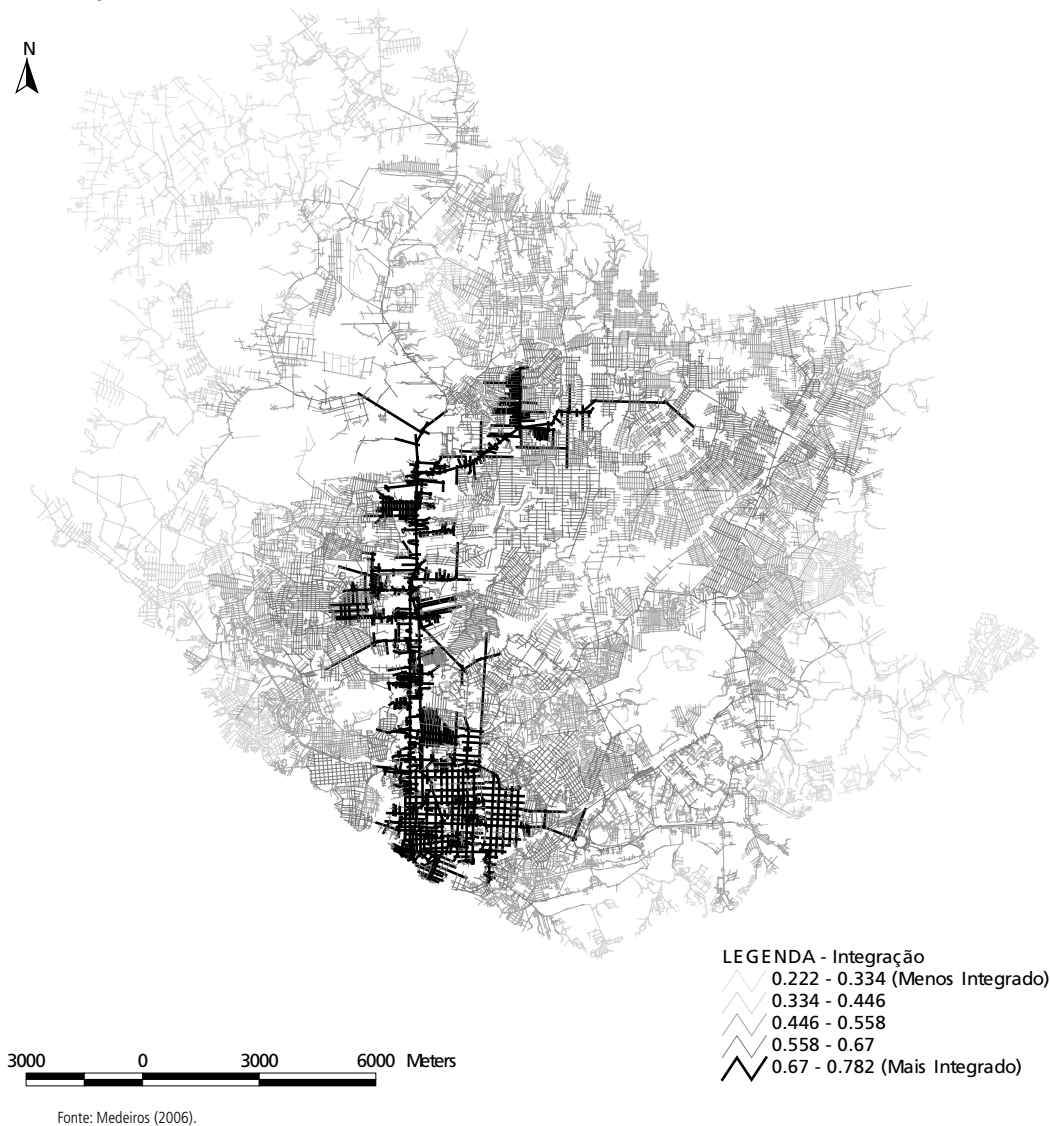 N
LEGENDA - Integração
0.222 - 0.334 (Menos Integrado)
0.334 - 0.446
0.446 - 0.558
0.558 - 0.67
0.67 - 0.782 (Mais Integrado)
3000 0 3000 6000 Meters
Fonte: Medeiros (2006).